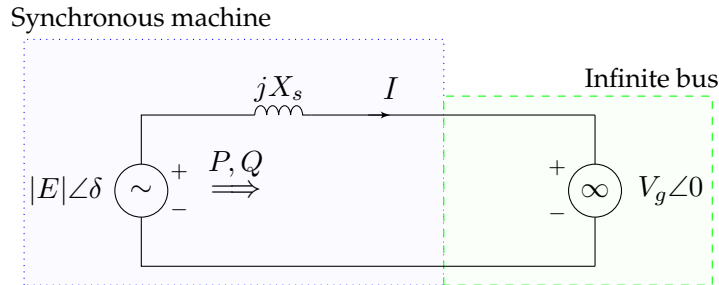 Synchronous machine
Infinite bus
jX_s
I
|E|∠δ
∼
+
−
P, Q
⟹
+
−
∞
V_g∠0